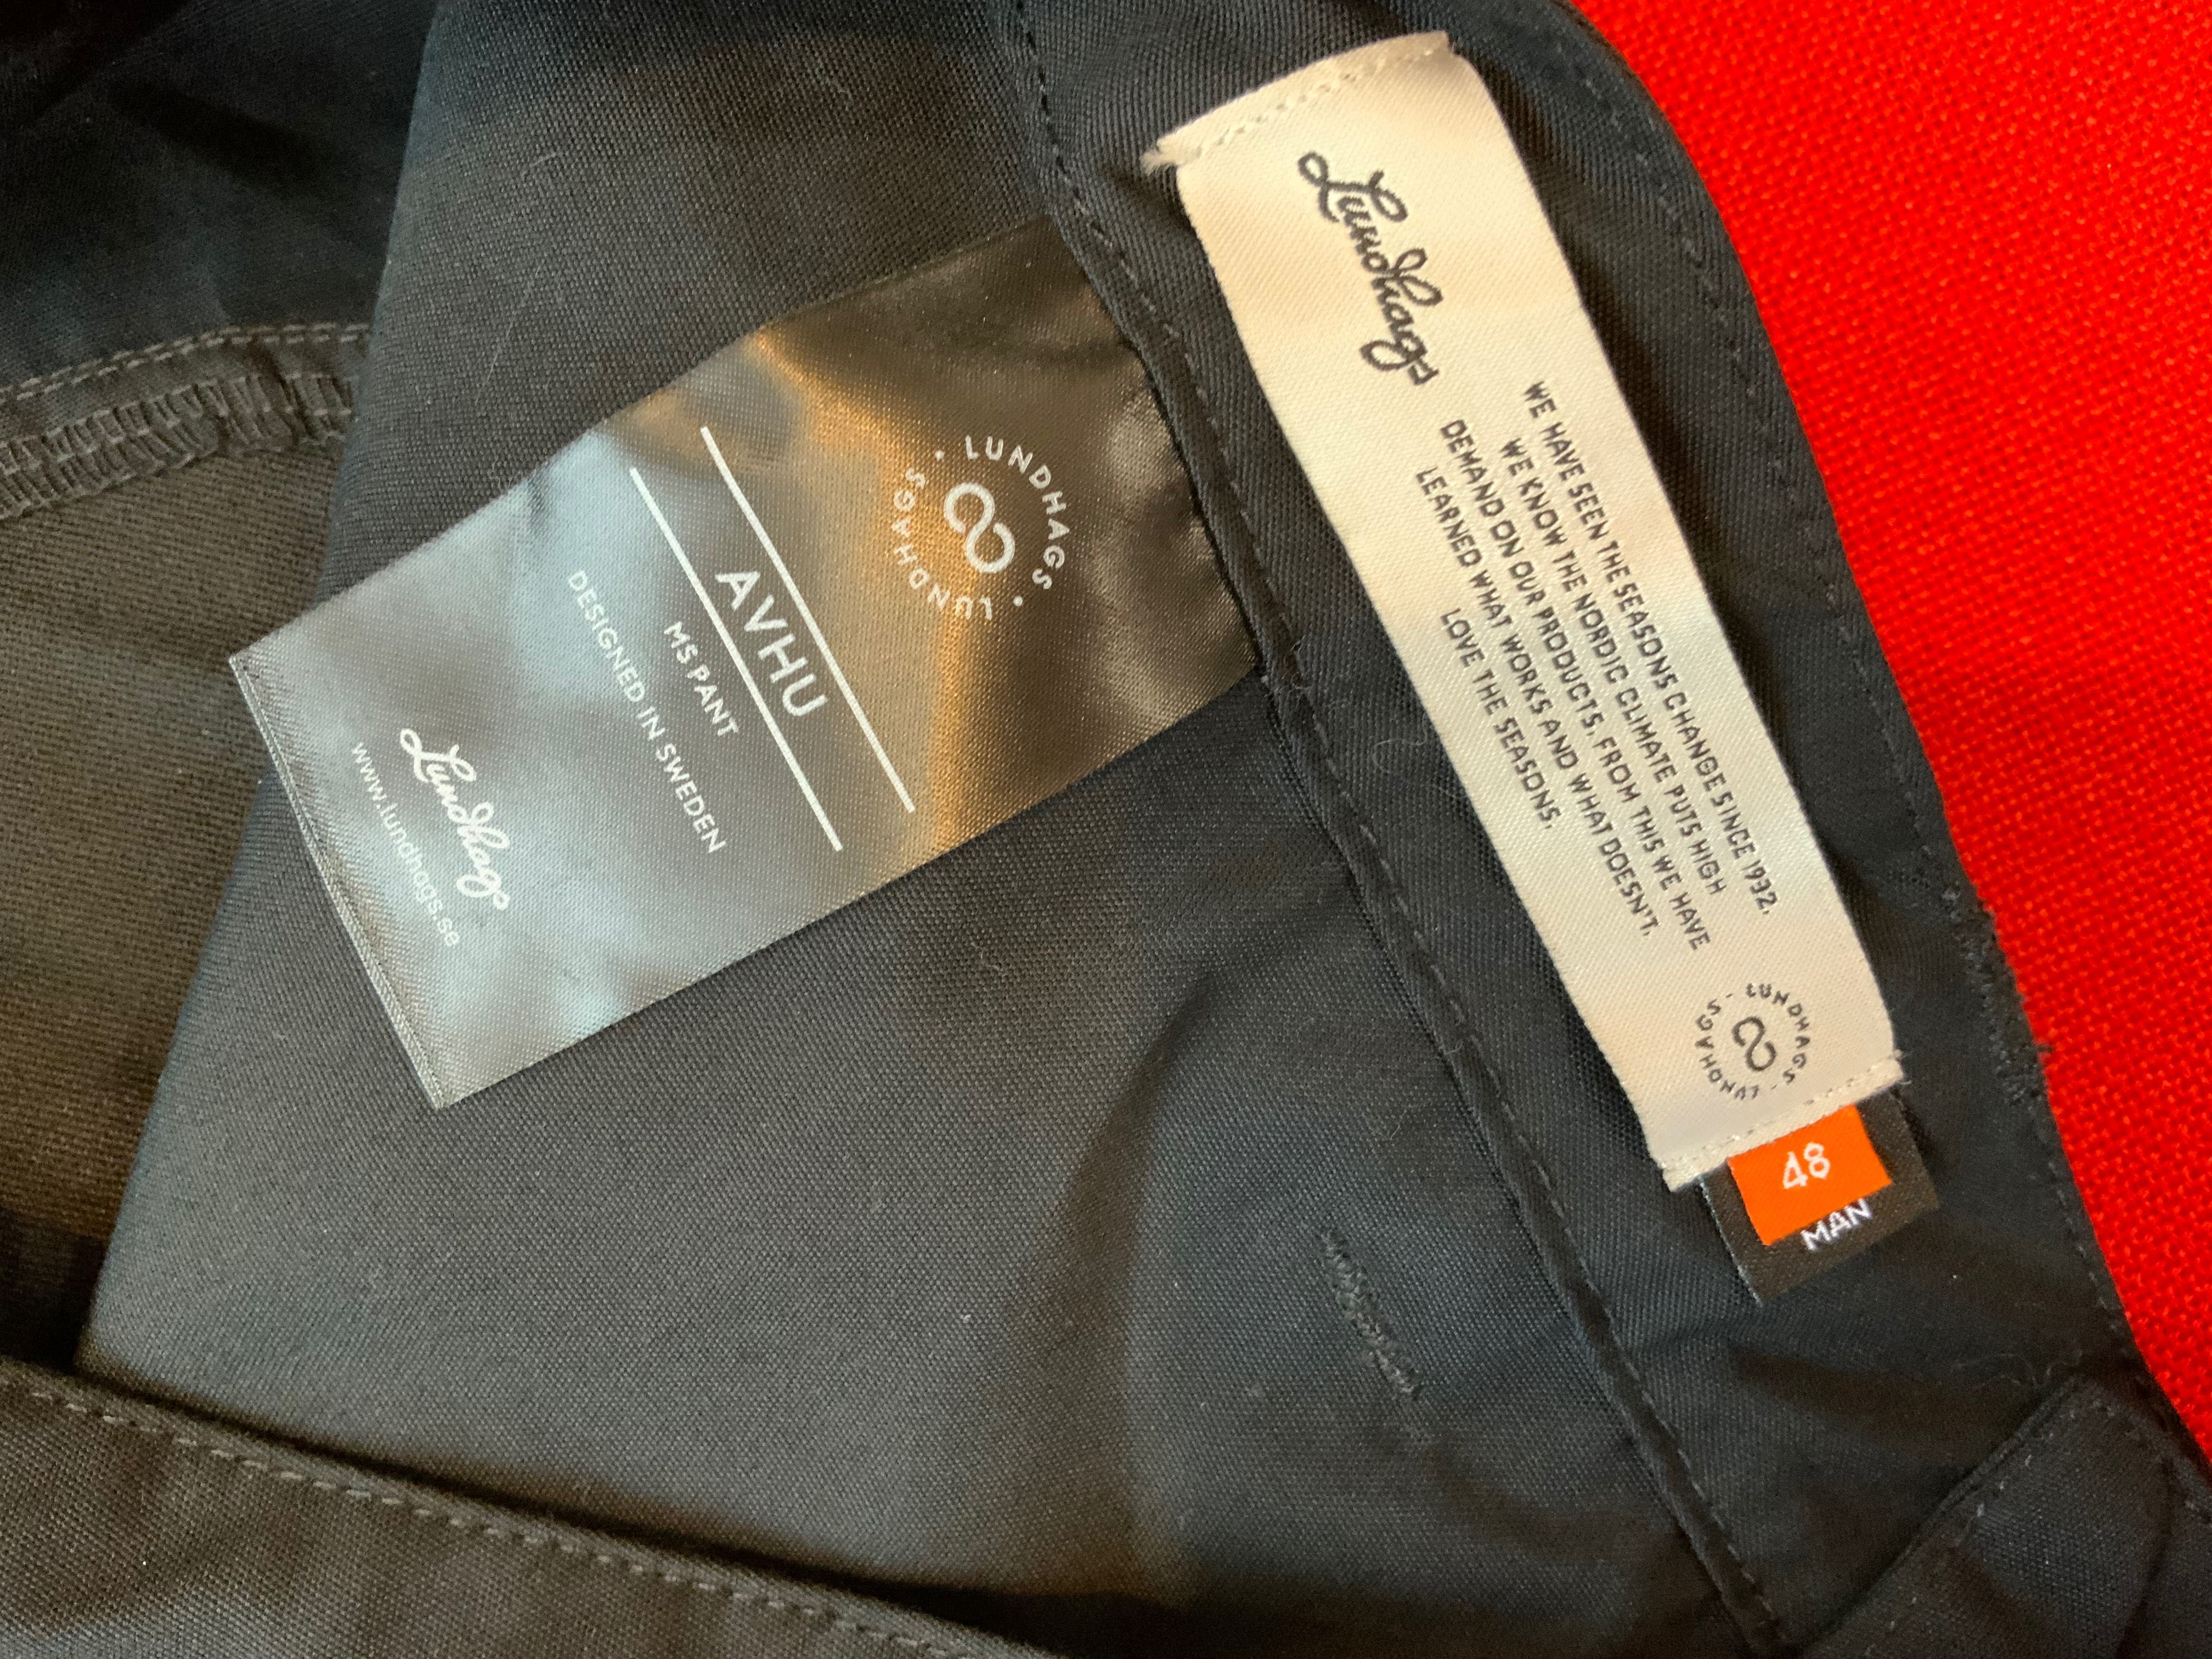 LUNDHAGS • LUNDHAGS •
AVHU
MS PANT
DESIGNED IN SWEDEN
Lundhags
www.lundhags.se
Lundhags
WE HAVE SEEN THE SEASONS CHANGE SINCE 1932.
WE KNOW THE NORDIC CLIMATE PUTS HIGH
DEMAND ON OUR PRODUCTS. FROM THIS WE HAVE
LEARNED WHAT WORKS AND WHAT DOESN'T.
LOVE THE SEASONS.
LUNDHAGS • LUNDHAGS •
48
MAN